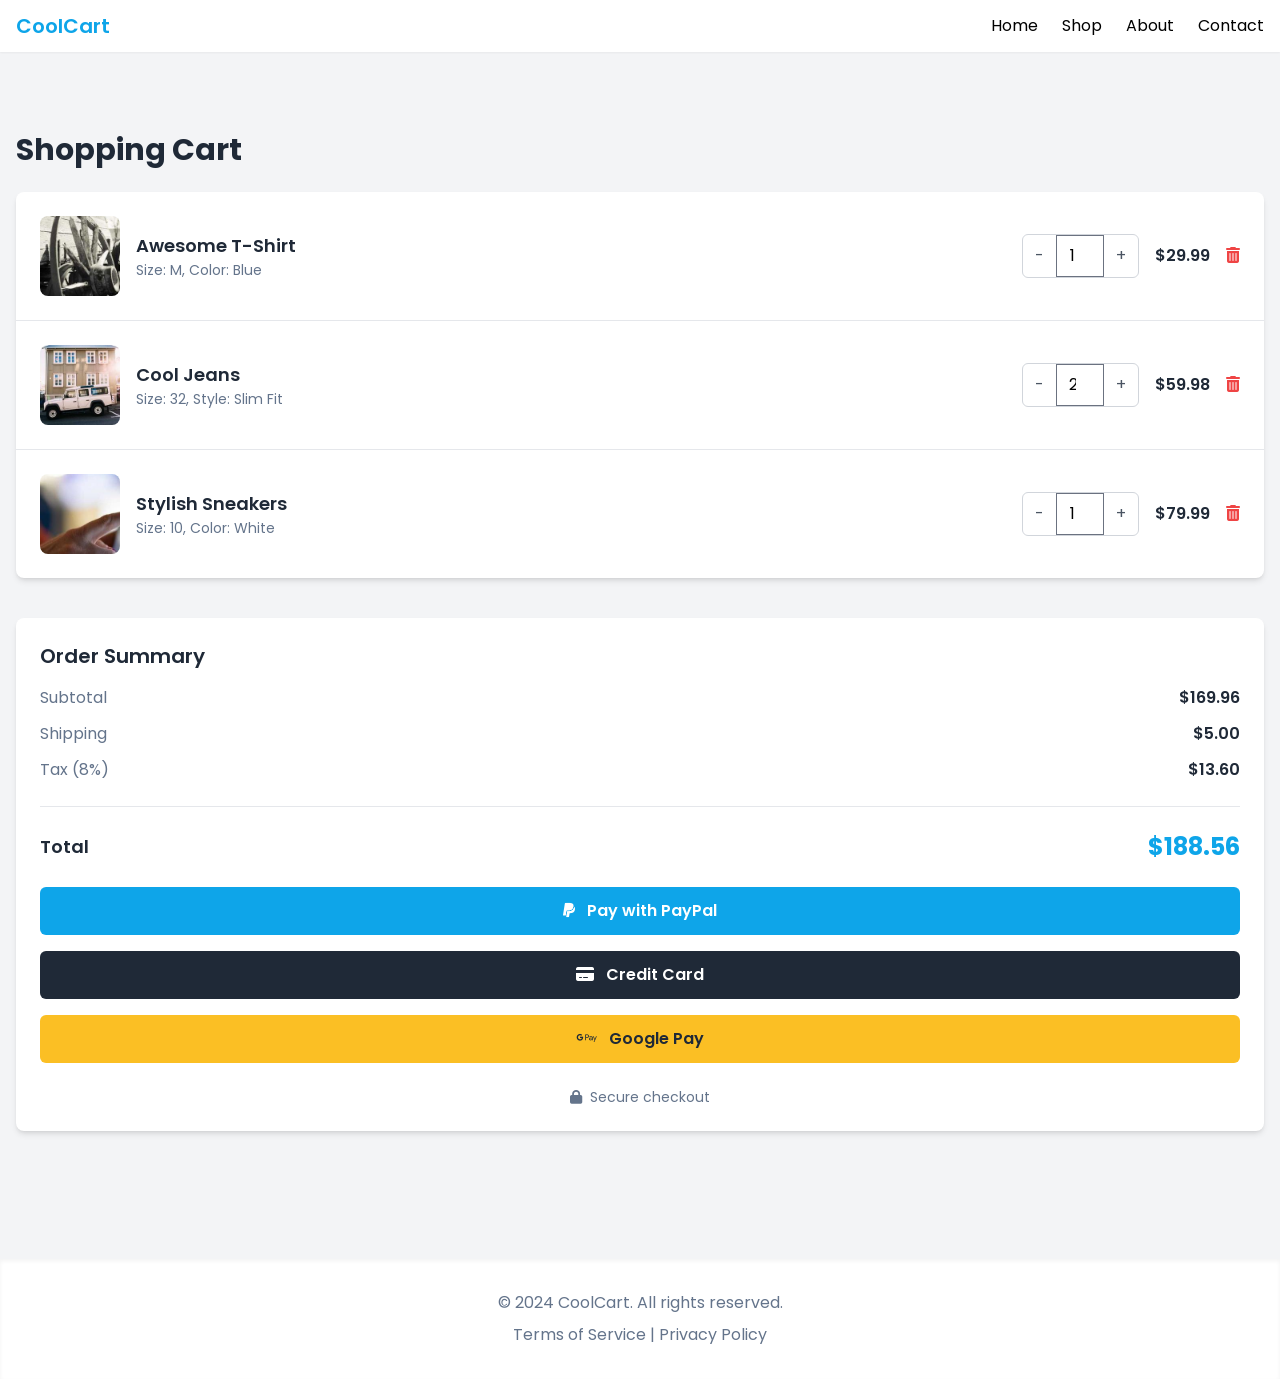 CoolCart
Home Shop About Contact
Shopping Cart
Awesome T-Shirt
Size: M, Color: Blue
- 1 + $29.99
Cool Jeans
Size: 32, Style: Slim Fit
- 2 + $59.98
Stylish Sneakers
Size: 10, Color: White
- 1 + $79.99
Order Summary
Subtotal $169.96
Shipping $5.00
Tax (8%) $13.60
Total $188.56
Pay with PayPal
Credit Card
G Pay Google Pay
Secure checkout
© 2024 CoolCart. All rights reserved.
Terms of Service | Privacy Policy